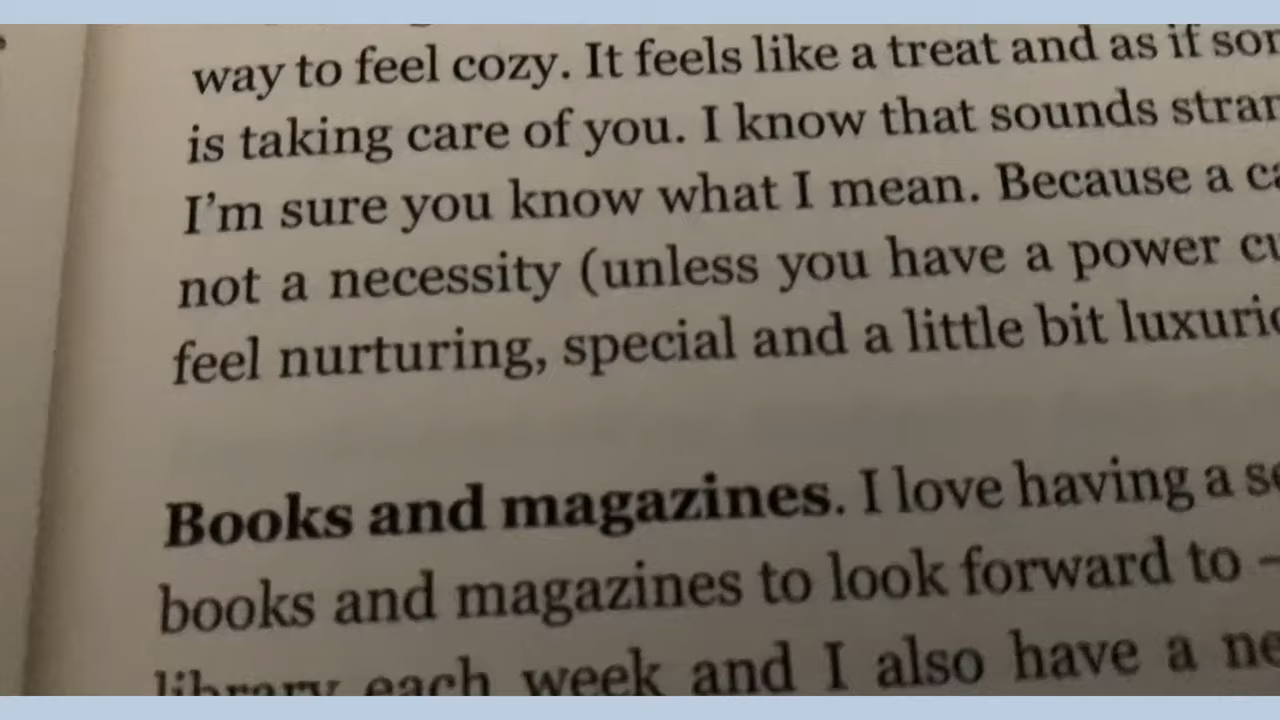 way to feel cozy. It feels like a treat and as if
is taking care of you. I know that sounds
I'm sure you know what I mean. Because a
not a necessity (unless you have a power
feel nurturing, special and a little bit
Books and magazines. I love having a
books and magazines to look forward to –
library each week and I also have a